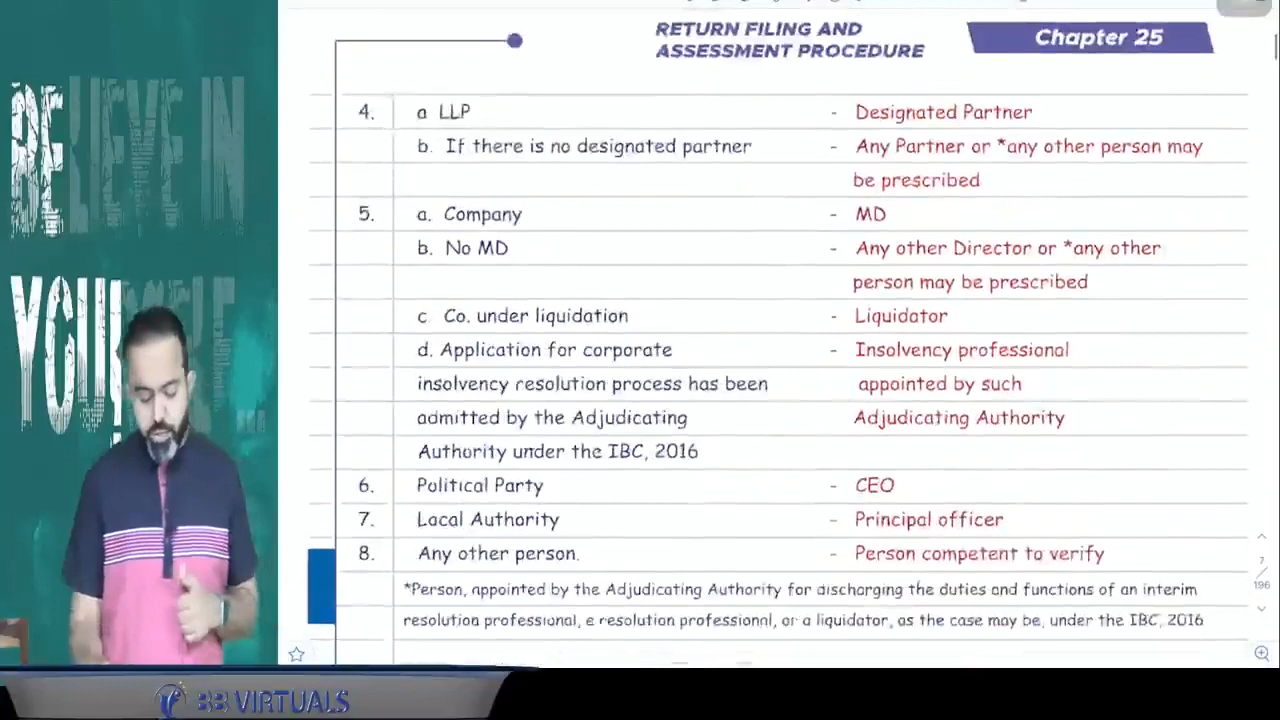 RETURN FILING AND
ASSESSMENT PROCEDURE
Chapter 25
4. a LLP - Designated Partner
b. If there is no designated partner - Any Partner or *any other person may
be prescribed
5. a. Company - MD
b. No MD - Any other Director or *any other
person may be prescribed
c. Co. under liquidation - Liquidator
d. Application for corporate - Insolvency professional
insolvency resolution process has been appointed by such
admitted by the Adjudicating Adjudicating Authority
Authority under the IBC, 2016
6. Political Party - CEO
7. Lacal Authority - Principal officer
8. Any other person. - Person competent to verify
*Person, appointed by the Adjudicating Authority for discharging the duties and functions of an interim
resolution professional, e resolution professional, or a liquidator, as the case may be, under the IBC, 2016
7
196
BELIEVE IN
BB VIRTUALS